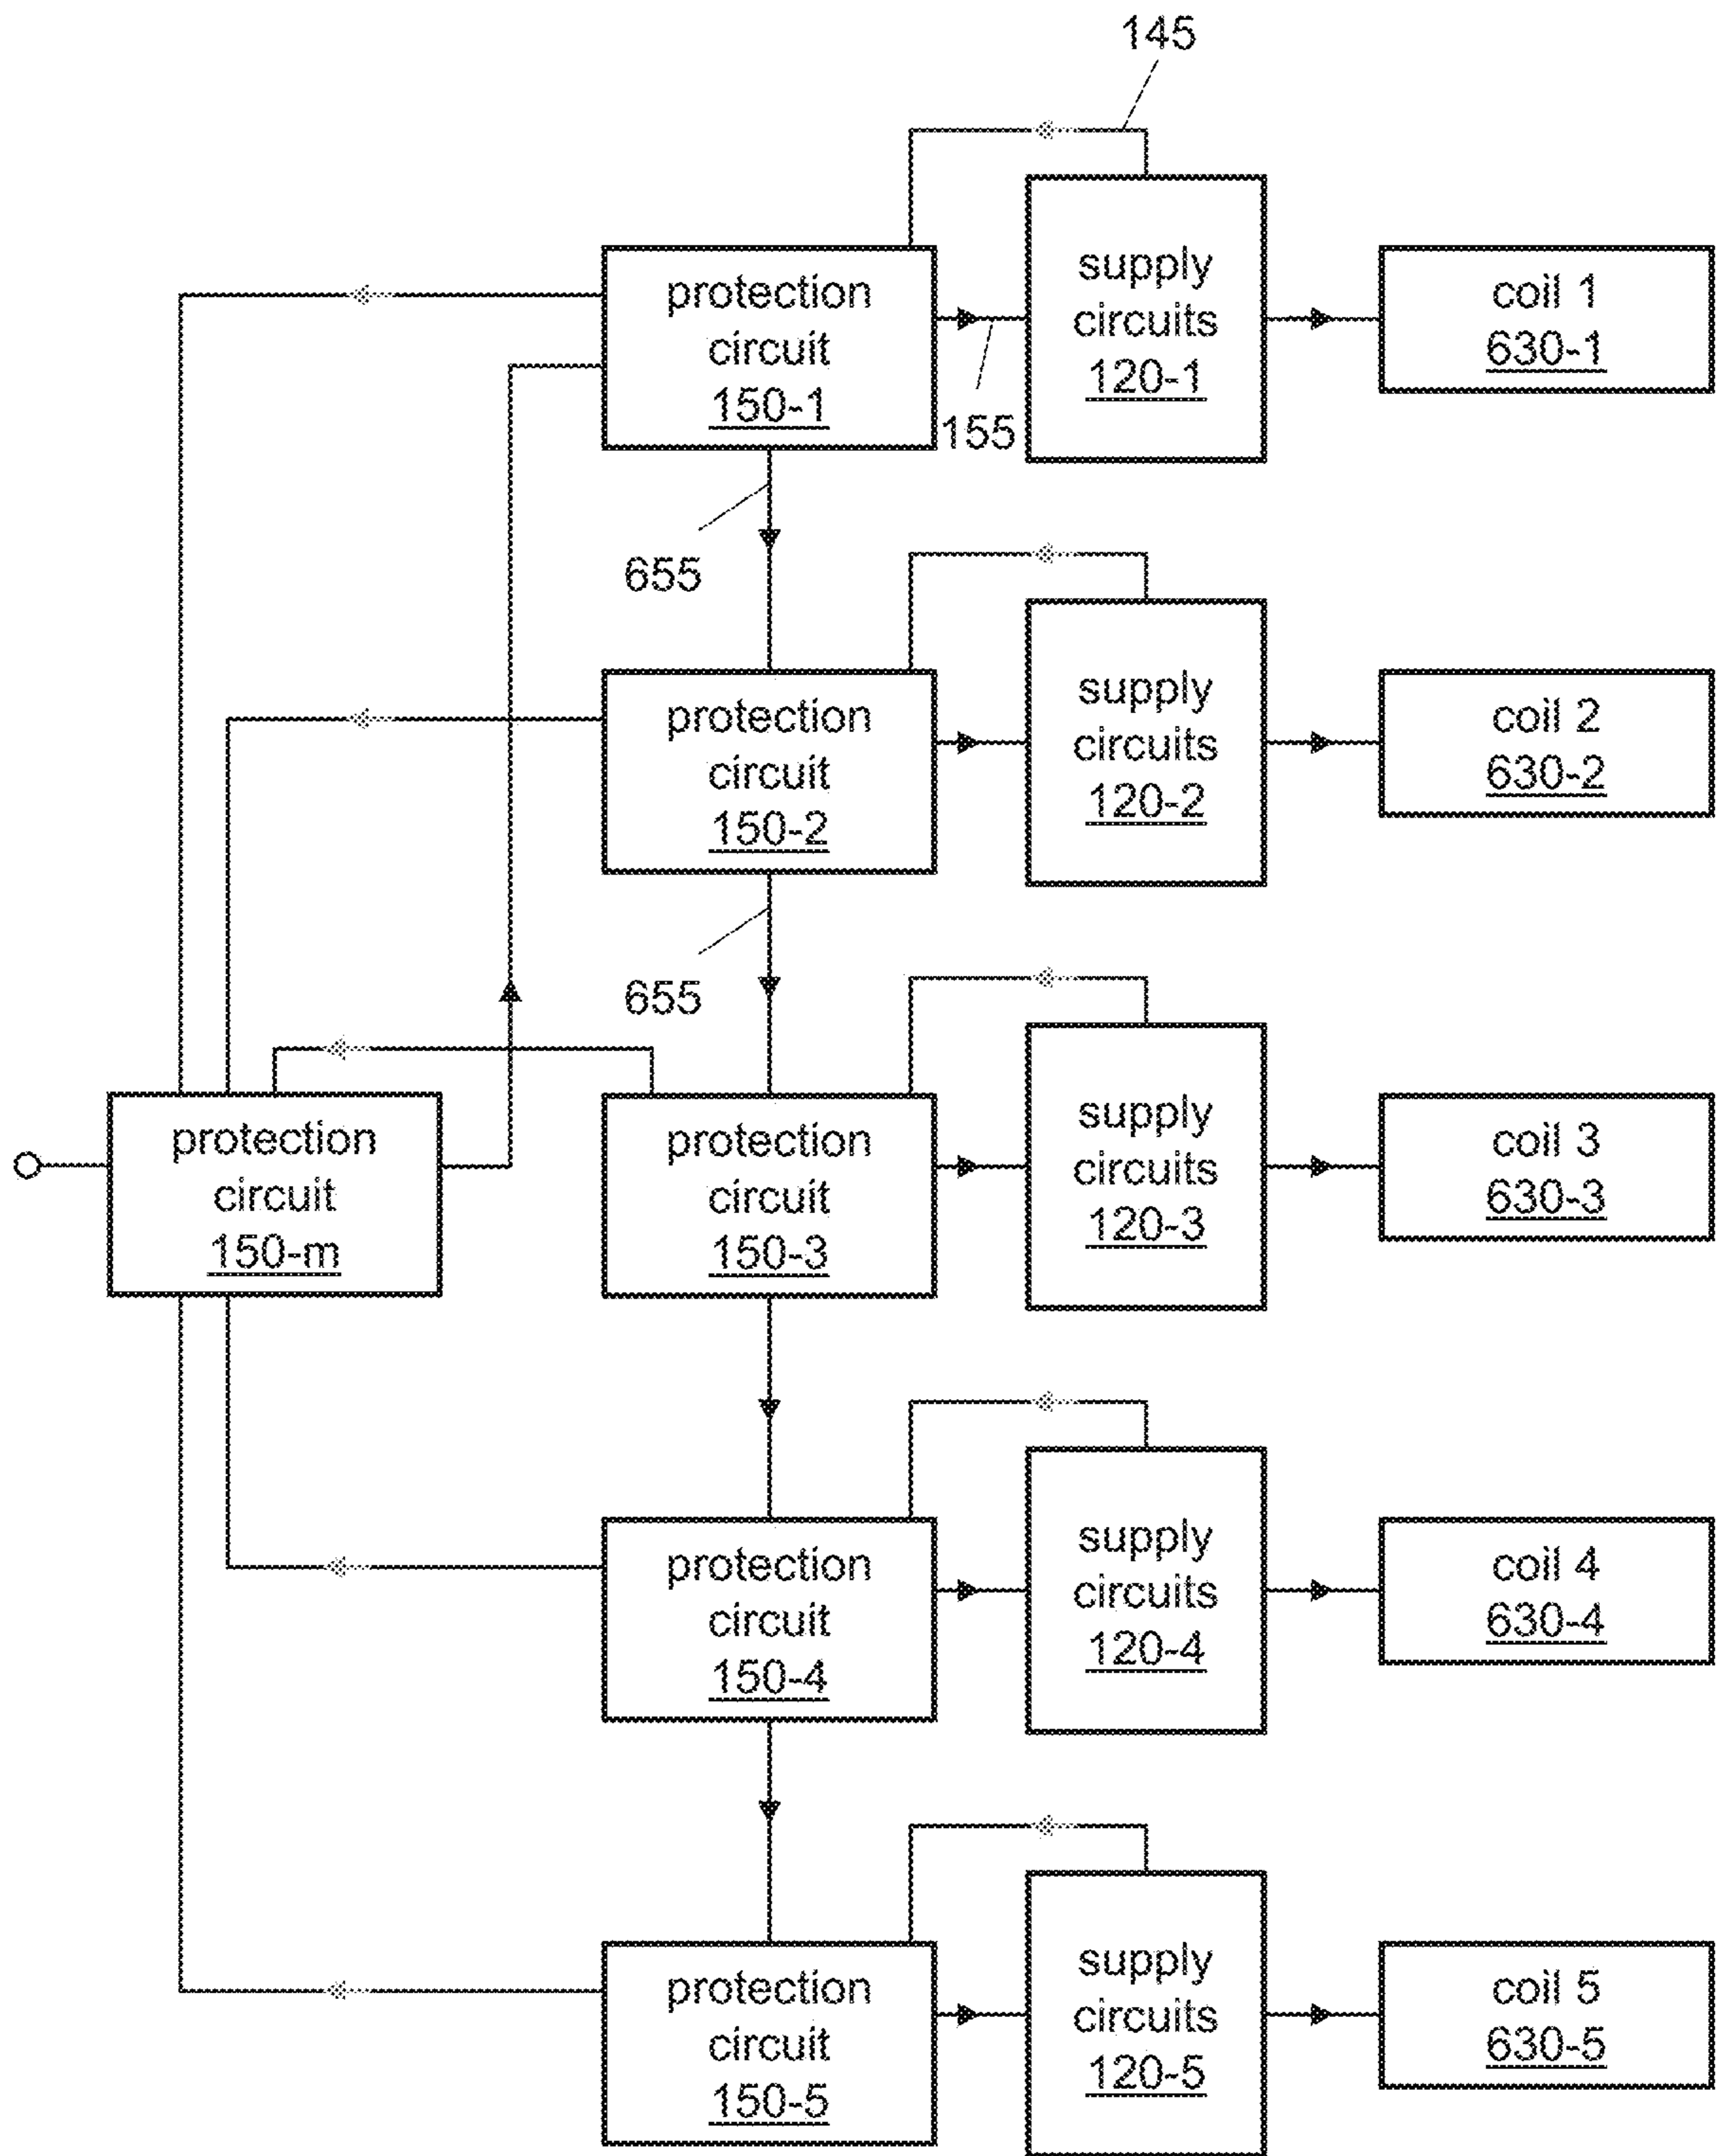 145
protection
circuit
150-1
155
supply
circuits
120-1
coil 1
630-1
655
protection
circuit
150-2
supply
circuits
120-2
coil 2
630-2
655
protection
circuit
150-m
protection
circuit
150-3
supply
circuits
120-3
coil 3
630-3
protection
circuit
150-4
supply
circuits
120-4
coil 4
630-4
protection
circuit
150-5
supply
circuits
120-5
coil 5
630-5